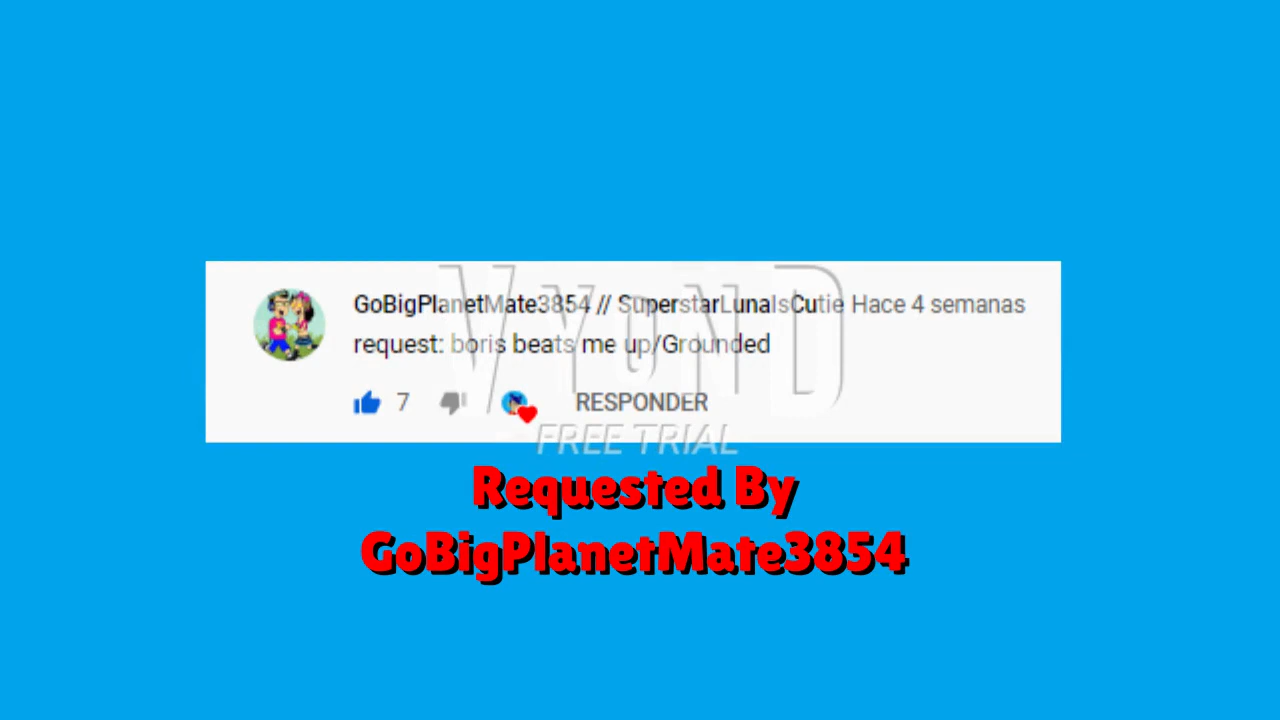 GoBigPlanetMate3854 // SuperstarLunaIsCutie Hace 4 semanas
request: boris beats me up/Grounded
7 RESPONDER
VYOND
FREE TRIAL
Requested By
GoBigPlanetMate3854